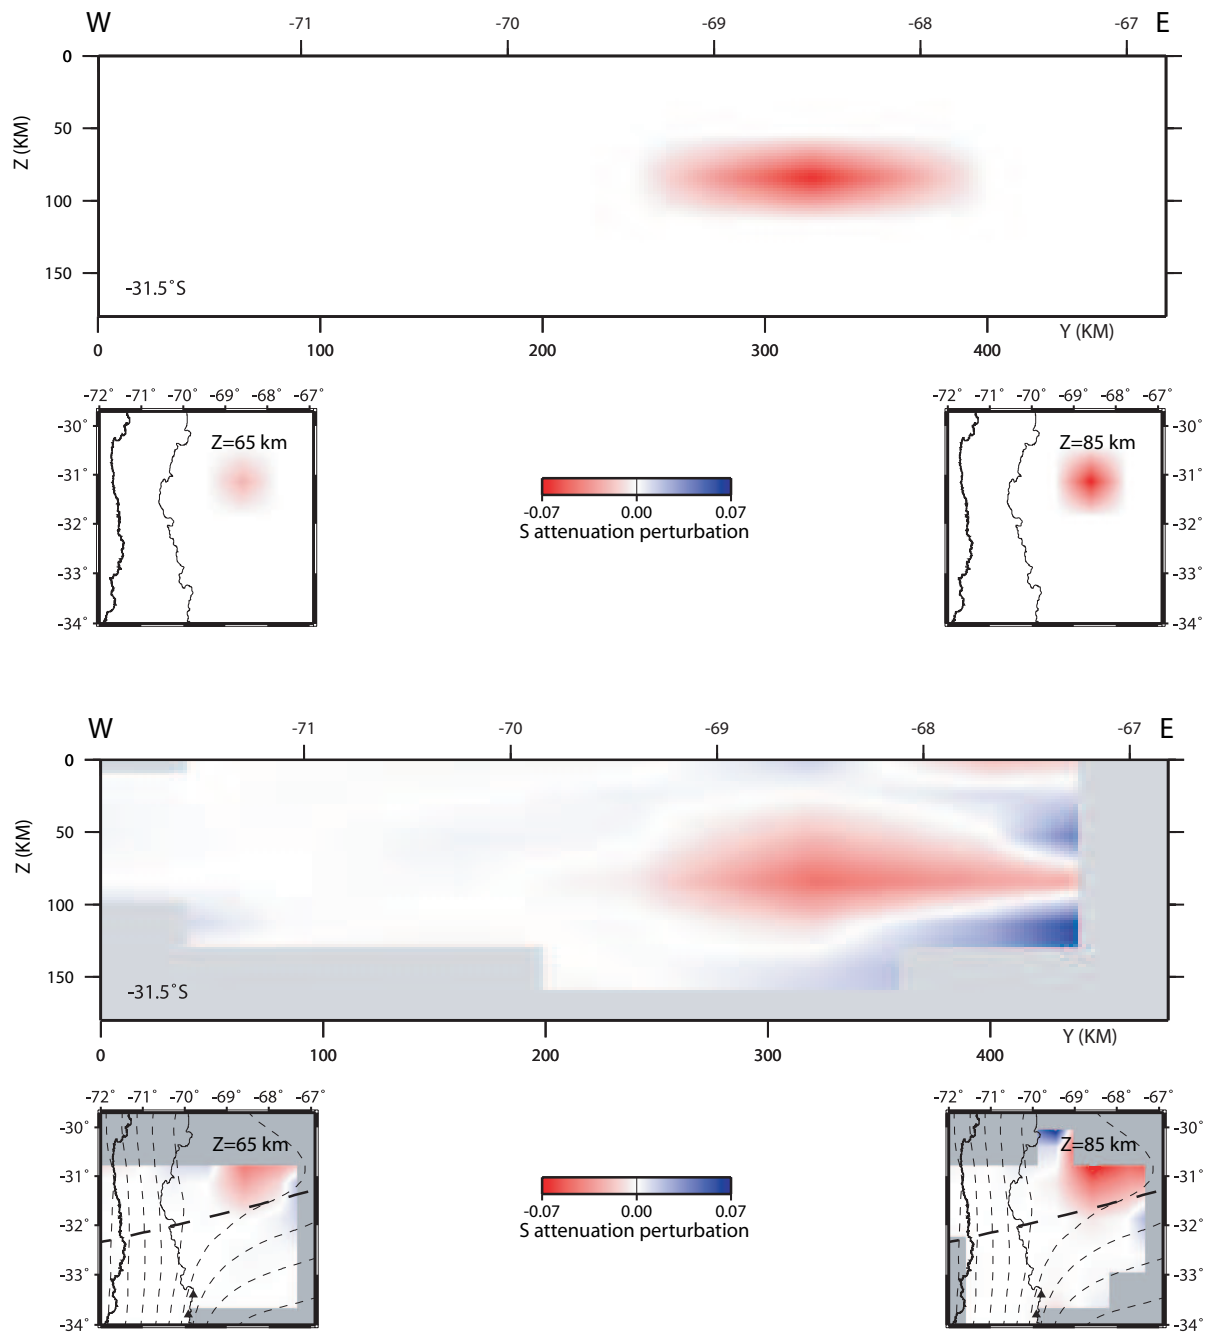 W -71 -70 -69 -68 -67 E
0
50
100
150
Z (KM)
-31.5˚S
Y (KM)
0 100 200 300 400
-72˚ -71˚ -70˚ -69˚ -68˚ -67˚
-30˚
-31˚
-32˚
-33˚
-34˚
Z=65 km
-0.07 0.00 0.07
S attenuation perturbation
-72˚ -71˚ -70˚ -69˚ -68˚ -67˚
Z=85 km
-30˚
-31˚
-32˚
-33˚
-34˚
W -71 -70 -69 -68 -67 E
0
50
100
150
Z (KM)
-31.5˚S
Y (KM)
0 100 200 300 400
-72˚ -71˚ -70˚ -69˚ -68˚ -67˚
-30˚
-31˚
-32˚
-33˚
-34˚
Z=65 km
-0.07 0.00 0.07
S attenuation perturbation
-72˚ -71˚ -70˚ -69˚ -68˚ -67˚
Z=85 km
-30˚
-31˚
-32˚
-33˚
-34˚